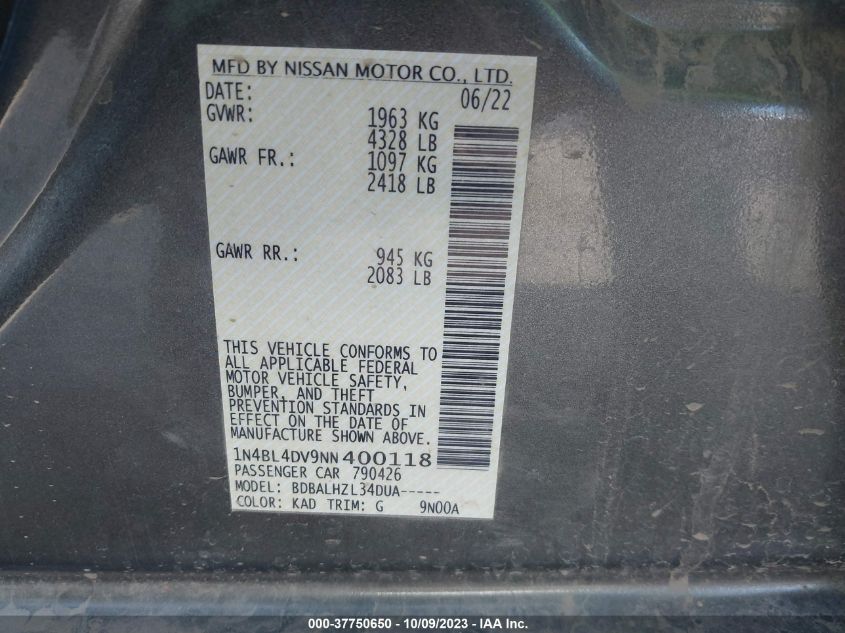 MFD BY NISSAN MOTOR CO., LTD.
DATE: 06/22
GVWR: 1963 KG
4328 LB
GAWR FR.: 1097 KG
2418 LB
GAWR RR.: 945 KG
2083 LB
THIS VEHICLE CONFORMS TO
ALL APPLICABLE FEDERAL
MOTOR VEHICLE SAFETY,
BUMPER, AND THEFT
PREVENTION STANDARDS IN
EFFECT ON THE DATE OF
MANUFACTURE SHOWN ABOVE.
1N4BL4DV9NN400118
PASSENGER CAR 790426
MODEL: BDBALHZL34DUA-----
COLOR: KAD TRIM: G 9N00A
000-37750650 - 10/09/2023 - IAA Inc.